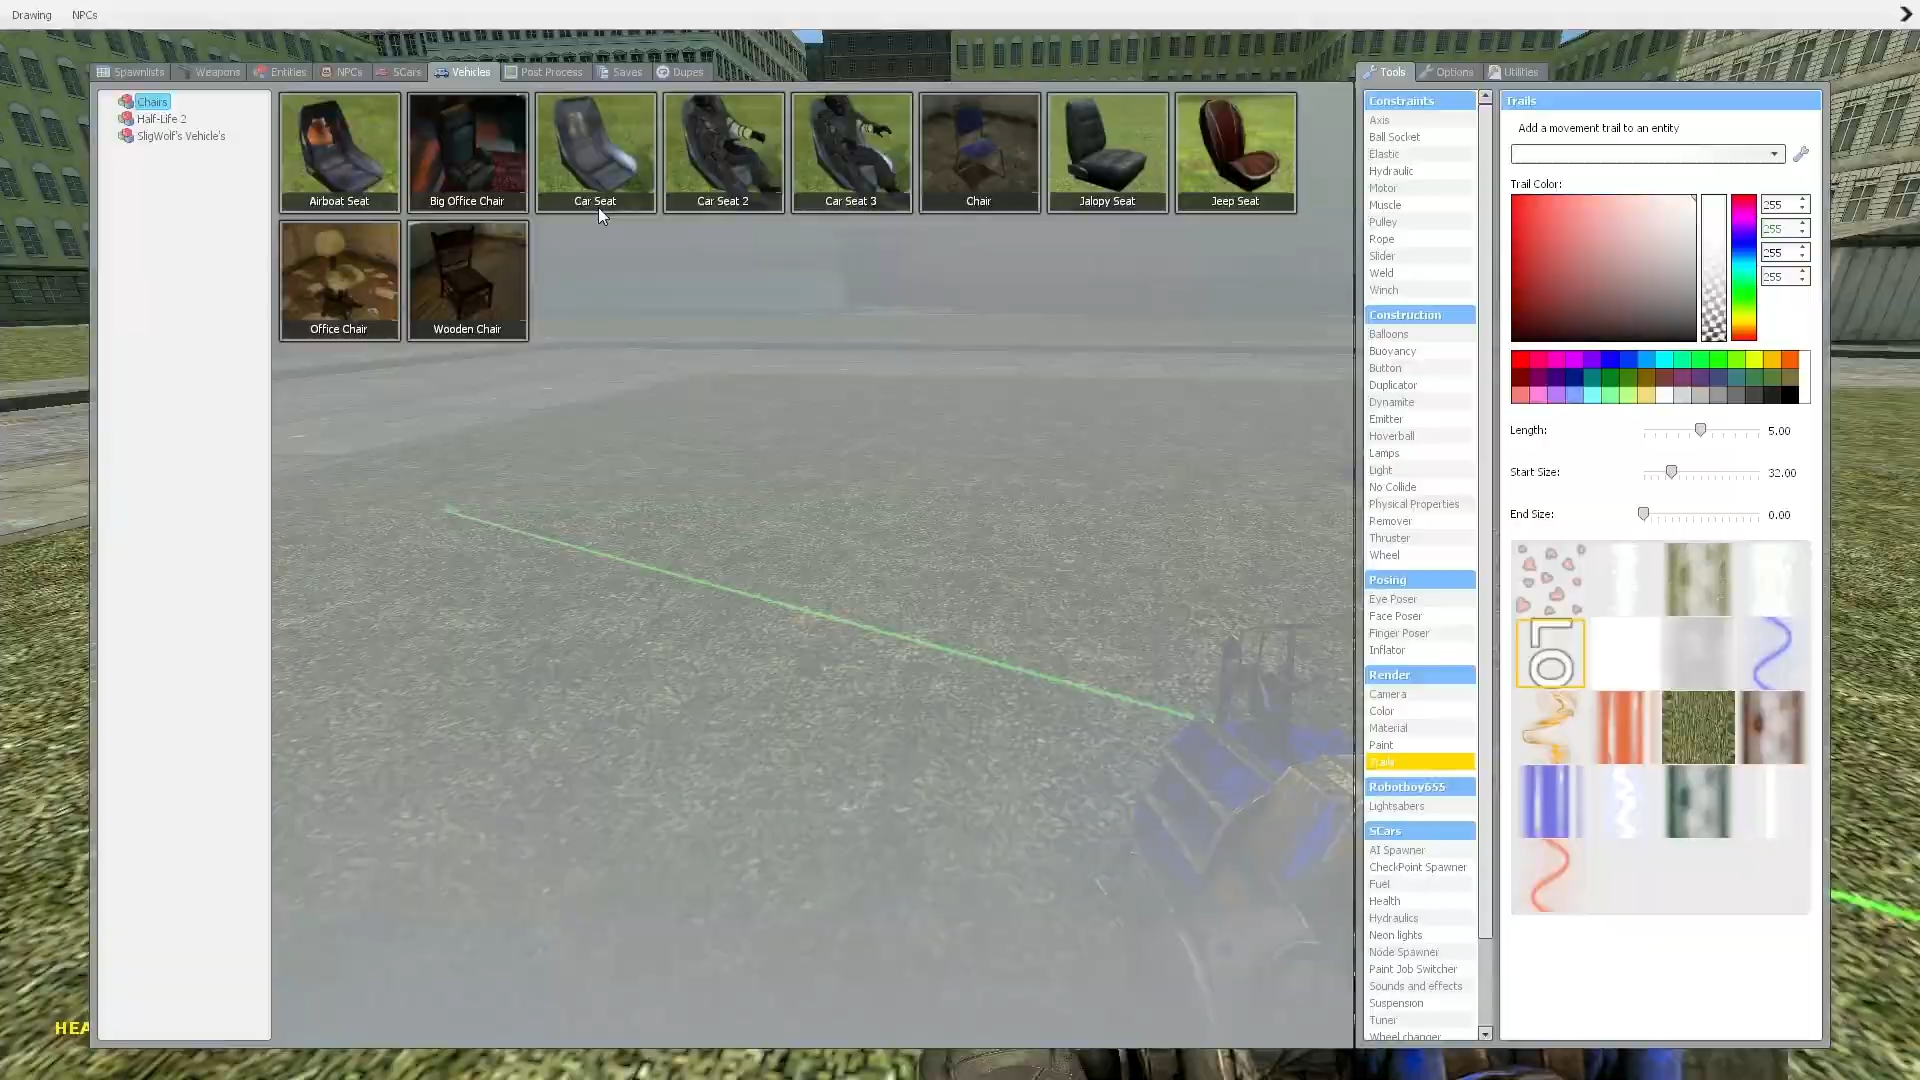 Drawing NPCs
Spawnlists Weapons Entities NPCs SCars Vehicles Post Process Saves Dupes
Tools Options Utilities
Chairs
Half-Life 2
SligWolf's Vehicle's
Airboat Seat
Big Office Chair
Car Seat
Car Seat 2
Car Seat 3
Chair
Jalopy Seat
Jeep Seat
Office Chair
Wooden Chair
Constraints
Axis
Ball Socket
Elastic
Hydraulic
Motor
Muscle
Pulley
Rope
Slider
Weld
Winch
Construction
Balloons
Buoyancy
Button
Duplicator
Dynamite
Emitter
Hoverball
Lamps
Light
No Collide
Physical Properties
Remover
Thruster
Wheel
Posing
Eye Poser
Face Poser
Finger Poser
Inflator
Render
Camera
Color
Material
Paint
Trails
Robotboy655
Lightsabers
SCars
AI Spawner
CheckPoint Spawner
Fuel
Health
Hydraulics
Neon lights
Node Spawner
Paint Job Switcher
Sounds and effects
Suspension
Tuner
Wheel changer
Trails
Add a movement trail to an entity
Trail Color:
255
255
255
255
Length: 5.00
Start Size: 32.00
End Size: 0.00
LO
HEA